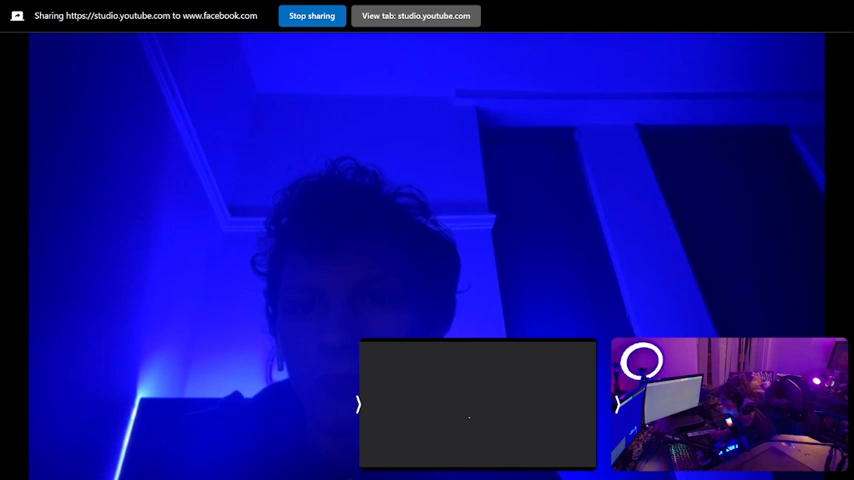 Sharing https://studio.youtube.com to www.facebook.com
Stop sharing
View tab: studio.youtube.com